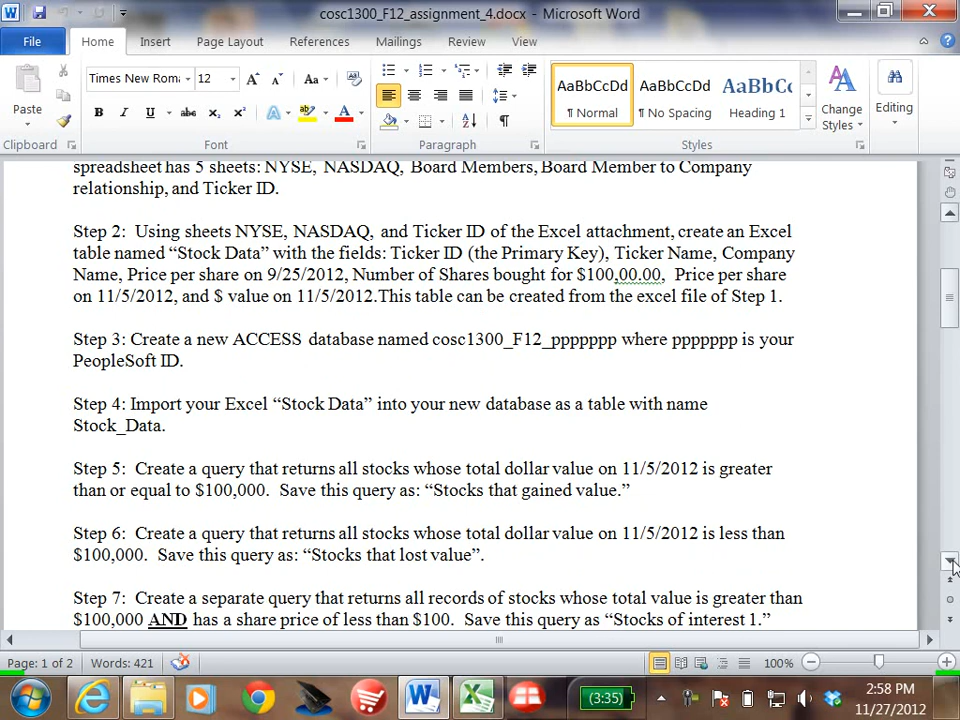 cosc1300_F12_assignment_4.docx - Microsoft Word
File Home Insert Page Layout References Mailings Review View
Paste
Clipboard
Times New Roma 12
Font
Paragraph
AaBbCcDd AaBbCcDd AaBbCc
¶ Normal ¶ No Spacing Heading 1
Change Styles
Styles
Editing
spreadsheet has 5 sheets: NYSE, NASDAQ, Board Members, Board Member to Company
relationship, and Ticker ID.
Step 2: Using sheets NYSE, NASDAQ, and Ticker ID of the Excel attachment, create an Excel
table named “Stock Data” with the fields: Ticker ID (the Primary Key), Ticker Name, Company
Name, Price per share on 9/25/2012, Number of Shares bought for $100,00.00, Price per share
on 11/5/2012, and $ value on 11/5/2012.This table can be created from the excel file of Step 1.
Step 3: Create a new ACCESS database named cosc1300_F12_ppppppp where ppppppp is your
PeopleSoft ID.
Step 4: Import your Excel “Stock Data” into your new database as a table with name
Stock_Data.
Step 5: Create a query that returns all stocks whose total dollar value on 11/5/2012 is greater
than or equal to $100,000. Save this query as: “Stocks that gained value.”
Step 6: Create a query that returns all stocks whose total dollar value on 11/5/2012 is less than
$100,000. Save this query as: “Stocks that lost value”.
Step 7: Create a separate query that returns all records of stocks whose total value is greater than
$100,000 AND has a share price of less than $100. Save this query as “Stocks of interest 1.”
Page: 1 of 2 Words: 421 100%
(3:35)
2:58 PM
11/27/2012